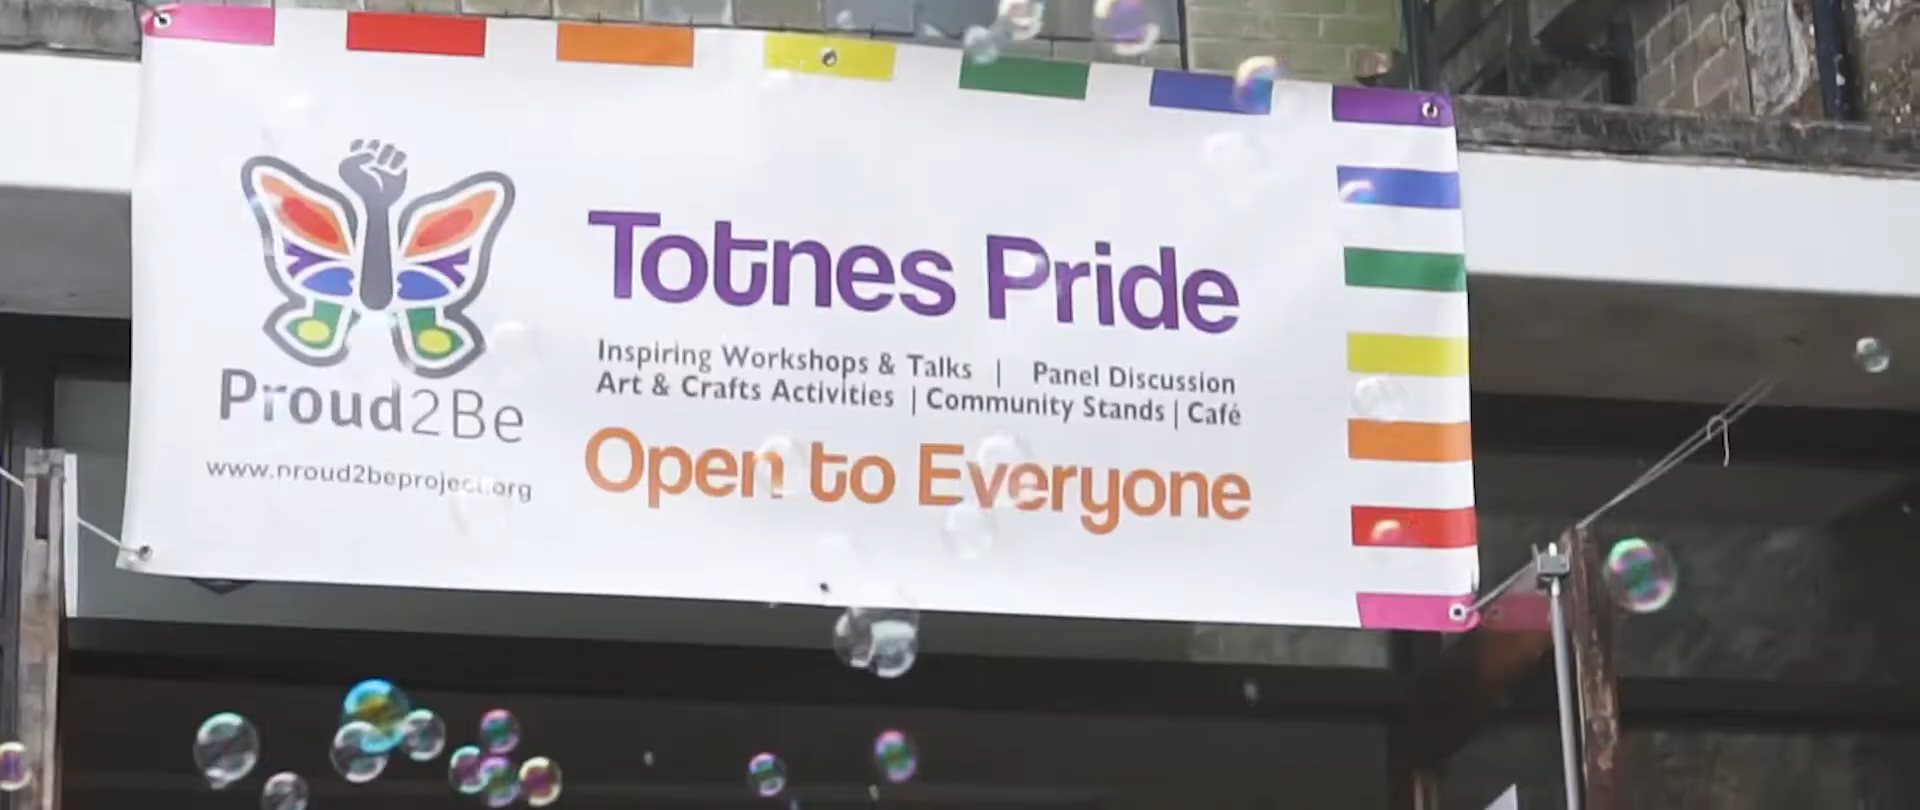 Totnes Pride
Inspiring Workshops & Talks | Panel Discussion
Art & Crafts Activities | Community Stands | Café
Open to Everyone
Proud2Be
www.proud2beproject.org